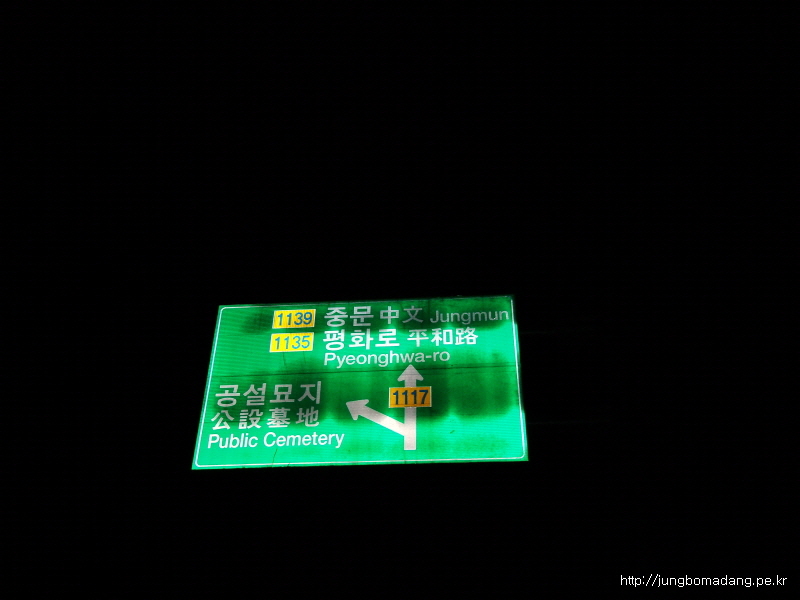 1139 중문 中文 Jungmun
1135 평화로 平和路
Pyeonghwa-ro
1117
공설묘지
公設墓地
Public Cemetery
http://jungbomadang.pe.kr